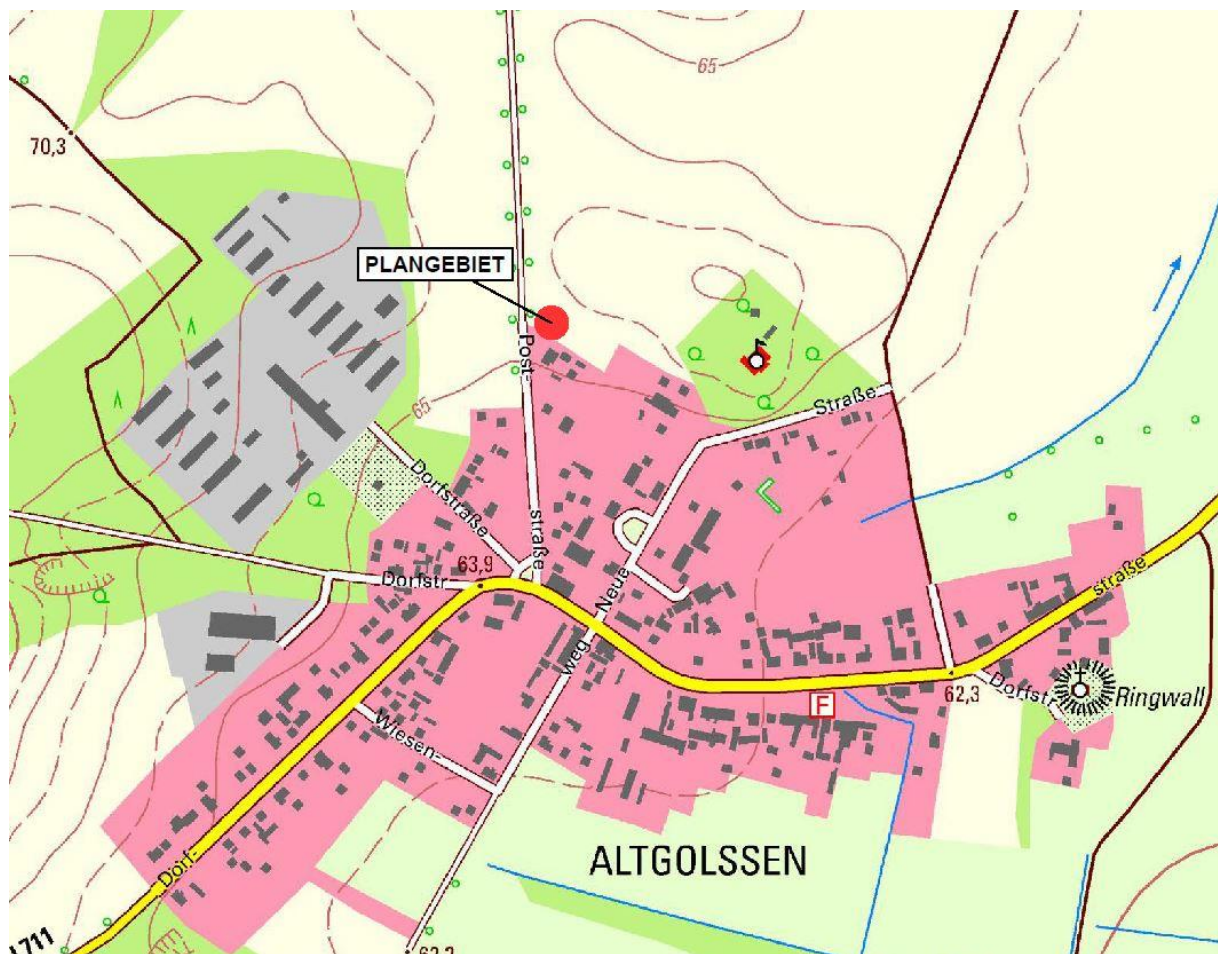 65
70,3
PLANGEBIET
Post-
straße
Straße
65
Dorfstraße
63,9
Dorfstr.
Neue
straße
weg
F
62,3
Dorfstr.
Ringwall
Wiesen-
ALTGOLSSEN
Dorf-